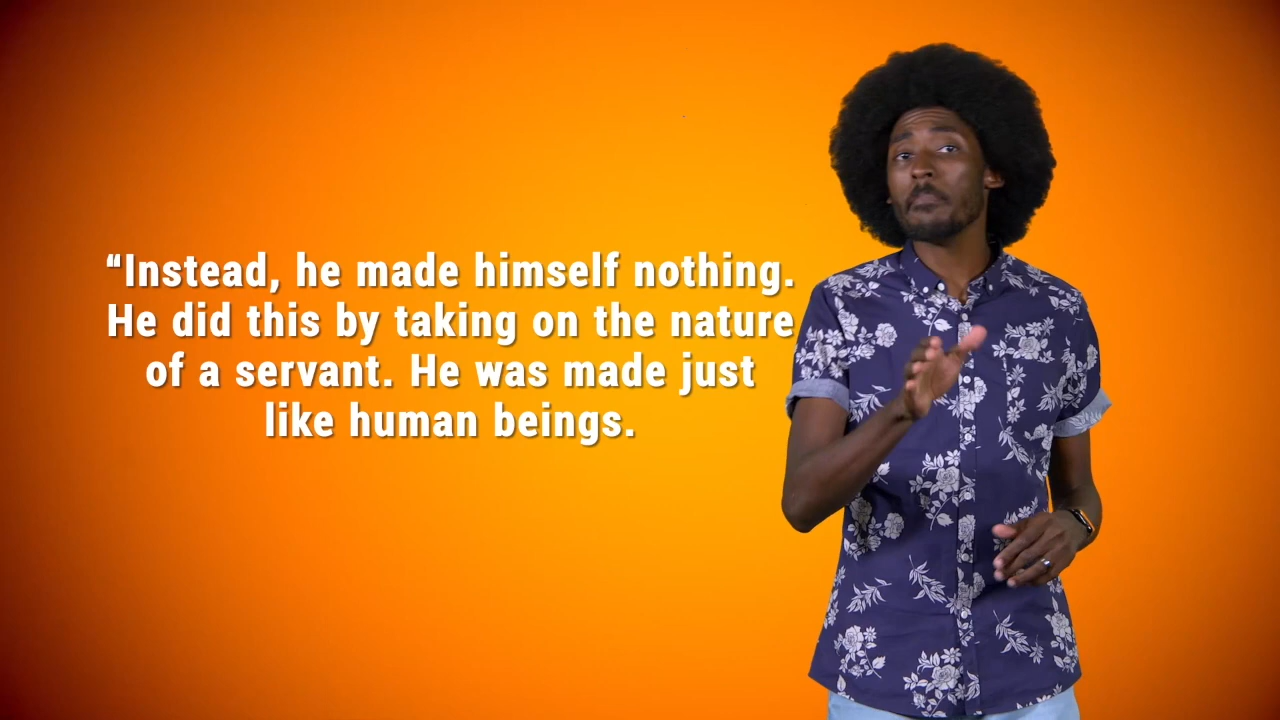 “Instead, he made himself nothing.
He did this by taking on the nature
of a servant. He was made just
like human beings.